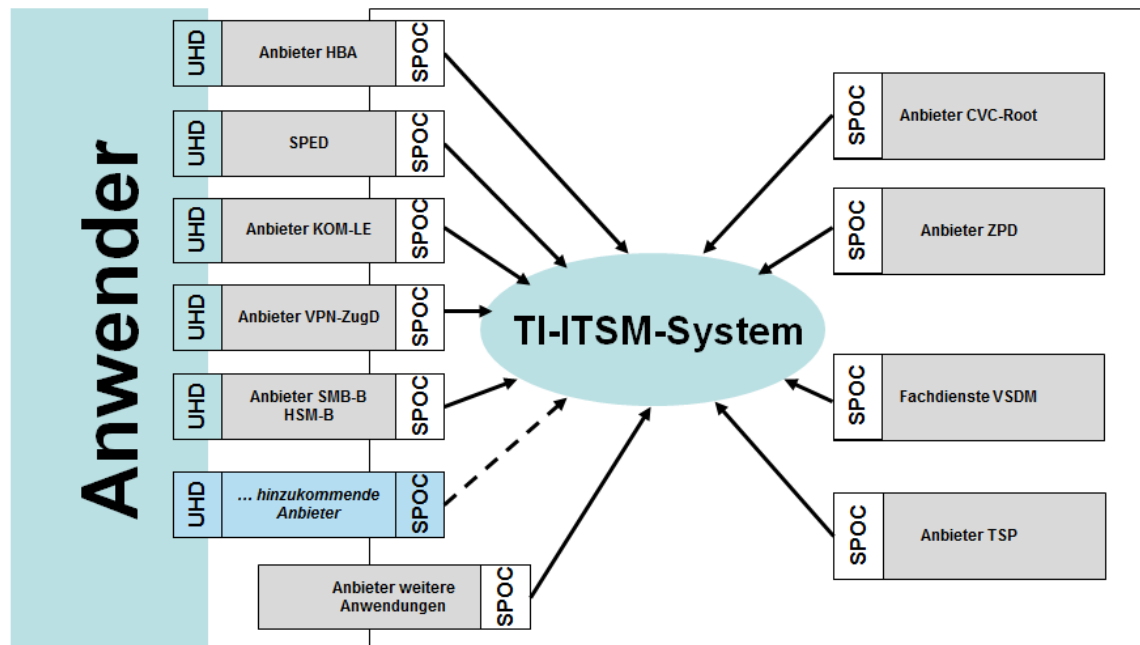 Anwender
UHD
Anbieter HBA
SPOC
UHD
SPED
SPOC
UHD
Anbieter KOM-LE
SPOC
UHD
Anbieter VPN-ZugD
SPOC
UHD
Anbieter SMB-B
HSM-B
SPOC
UHD
... hinzukommende
Anbieter
SPOC
Anbieter weitere
Anwendungen
SPOC
TI-ITSM-System
SPOC
Anbieter CVC-Root
SPOC
Anbieter ZPD
SPOC
Fachdienste VSDM
SPOC
Anbieter TSP